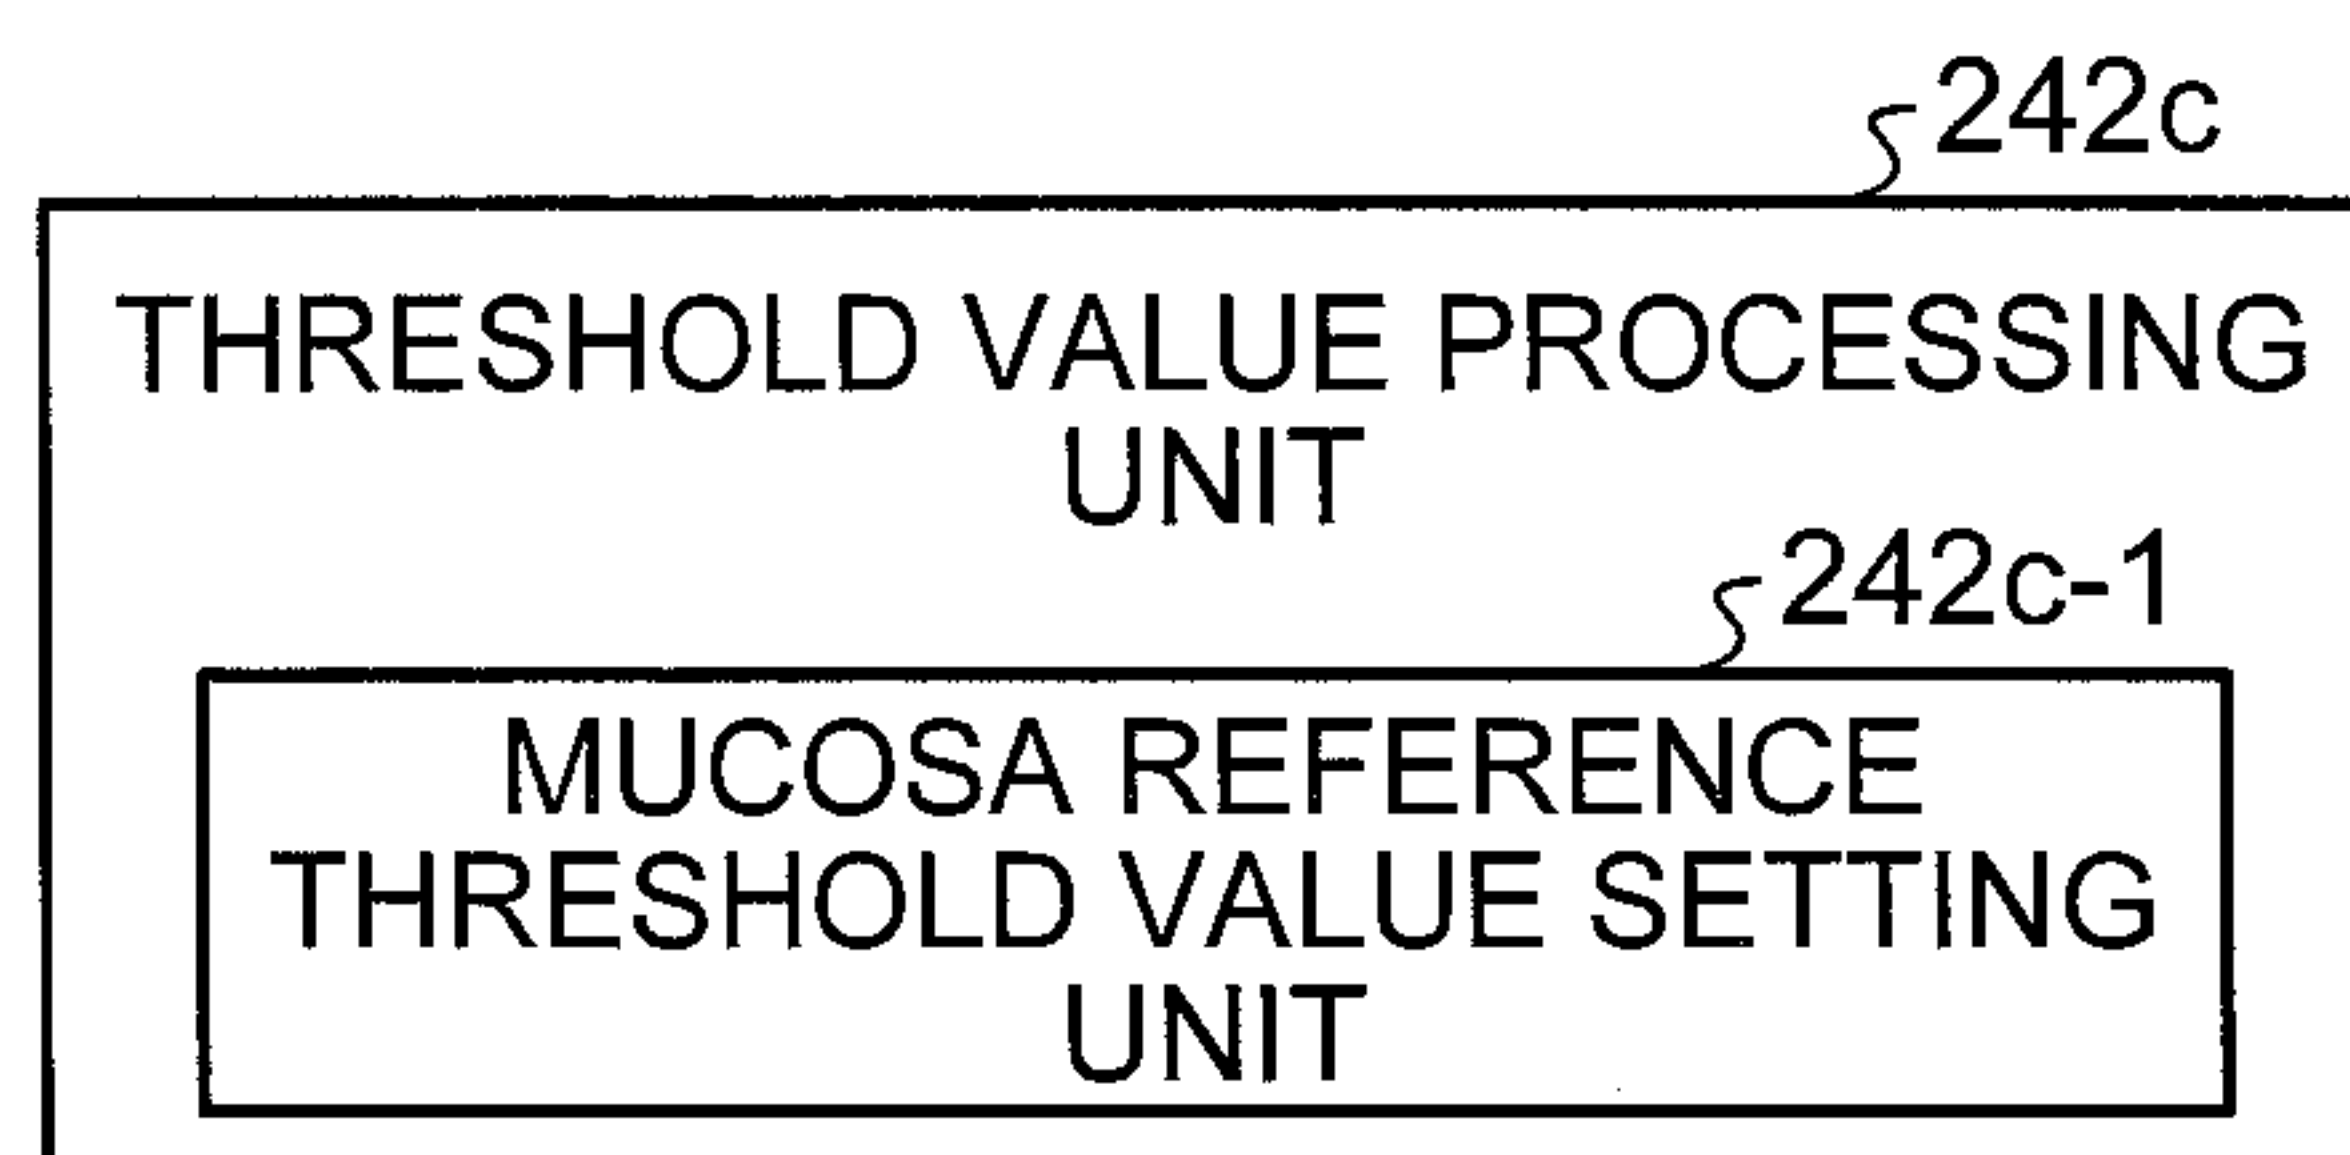 242c
THRESHOLD VALUE PROCESSING
UNIT
242c-1
MUCOSA REFERENCE
THRESHOLD VALUE SETTING
UNIT